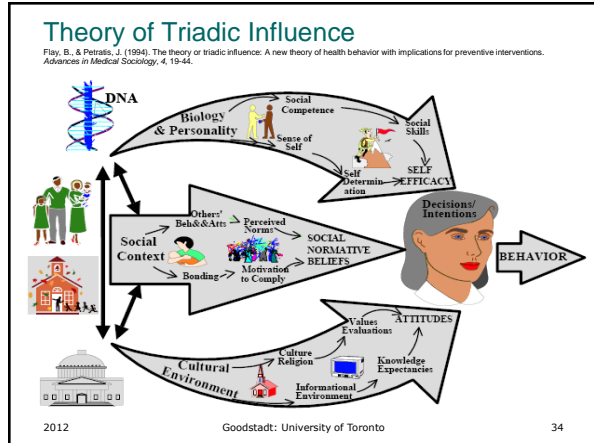 Theory of Triadic Influence
Flay, B., & Petratis, J. (1994). The theory or triadic influence: A new theory of health behavior with implications for preventive interventions.
Advances in Medical Sociology, 4, 19-44.
DNA
Biology
& Personality
Social
Competence
Sense of
Self
Social
Skills
Self
Determin
ation
SELF
EFFICACY
Social
Context
Others'
Beh&&Atts
Perceived
Norms
Bonding
Motivation
to Comply
SOCIAL
NORMATIVE
BELIEFS
Decisions/
Intentions
BEHAVIOR
Cultural
Environment
Culture
Religion
Values
Evaluations
ATTITUDES
Informational
Environment
Knowledge
Expectancies
2012
Goodstadt: University of Toronto
34